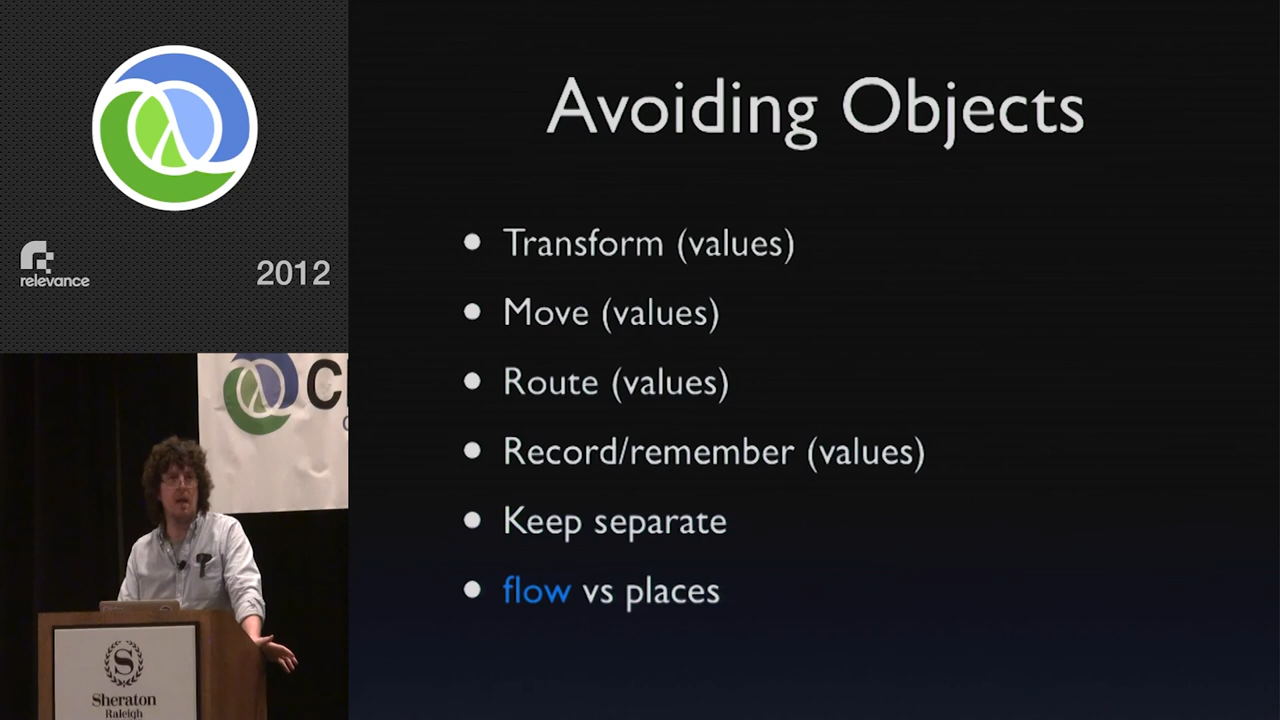 relevance
2012
C
Sheraton
Raleigh
Avoiding Objects
• Transform (values)
• Move (values)
• Route (values)
• Record/remember (values)
• Keep separate
• flow vs places